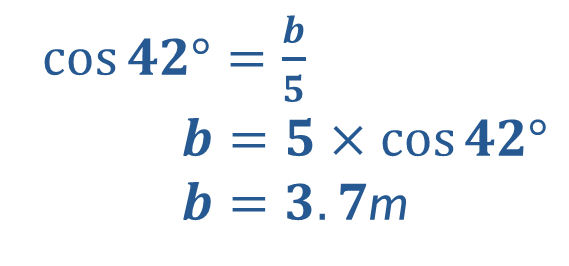 cos 42° = b/5
b = 5 × cos 42°
b = 3.7m